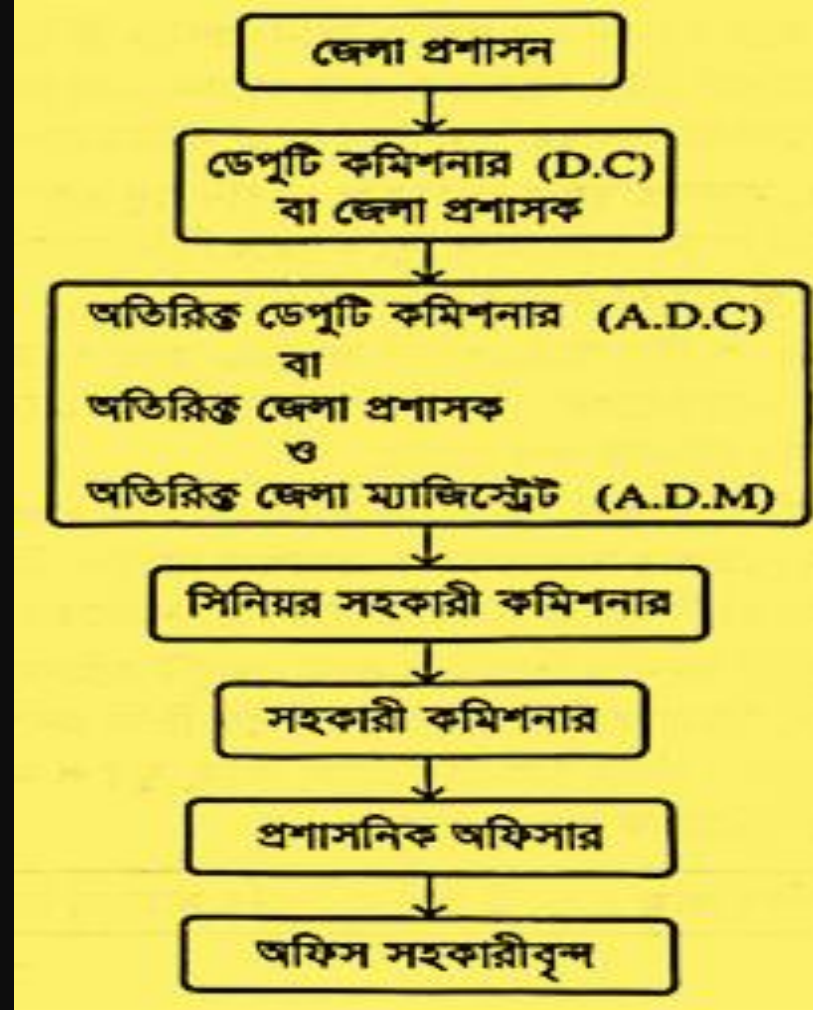 জেলা প্রশাসন
ডেপুটি কমিশনার (D.C)
বা জেলা প্রশাসক
অতিরিক্ত ডেপুটি কমিশনার (A.D.C)
বা
অতিরিক্ত জেলা প্রশাসক
ও
অতিরিক্ত জেলা ম্যাজিস্ট্রেট (A.D.M)
সিনিয়র সহকারী কমিশনার
সহকারী কমিশনার
প্রশাসনিক অফিসার
অফিস সহকারীবৃন্দ